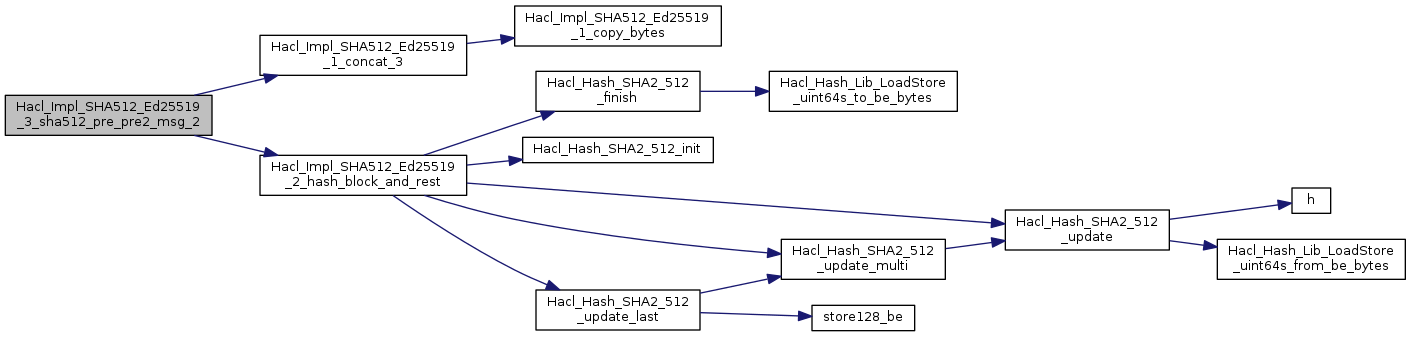 Hacl_Impl_SHA512_Ed25519
_3_sha512_pre_pre2_msg_2
Hacl_Impl_SHA512_Ed25519
_1_concat_3
Hacl_Impl_SHA512_Ed25519
_1_copy_bytes
Hacl_Impl_SHA512_Ed25519
_2_hash_block_and_rest
Hacl_Hash_SHA2_512
_finish
Hacl_Hash_Lib_LoadStore
_uint64s_to_be_bytes
Hacl_Hash_SHA2_512_init
Hacl_Hash_SHA2_512
_update
h
Hacl_Hash_Lib_LoadStore
_uint64s_from_be_bytes
Hacl_Hash_SHA2_512
_update_multi
Hacl_Hash_SHA2_512
_update_last
store128_be